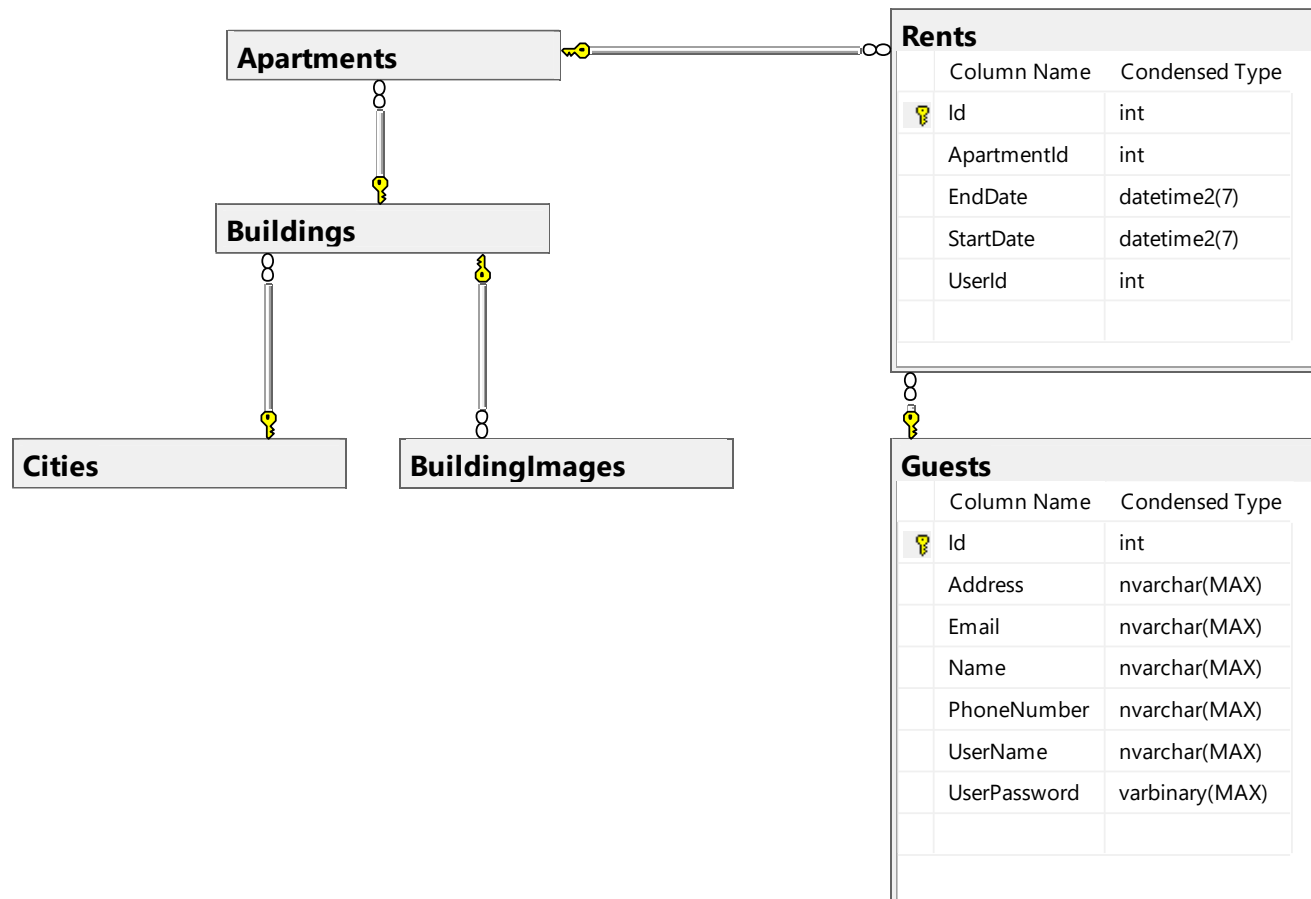 Apartments
Buildings
Cities
BuildingImages
Rents
Column Name Condensed Type
Id int
ApartmentId int
EndDate datetime2(7)
StartDate datetime2(7)
UserId int
Guests
Column Name Condensed Type
Id int
Address nvarchar(MAX)
Email nvarchar(MAX)
Name nvarchar(MAX)
PhoneNumber nvarchar(MAX)
UserName nvarchar(MAX)
UserPassword varbinary(MAX)